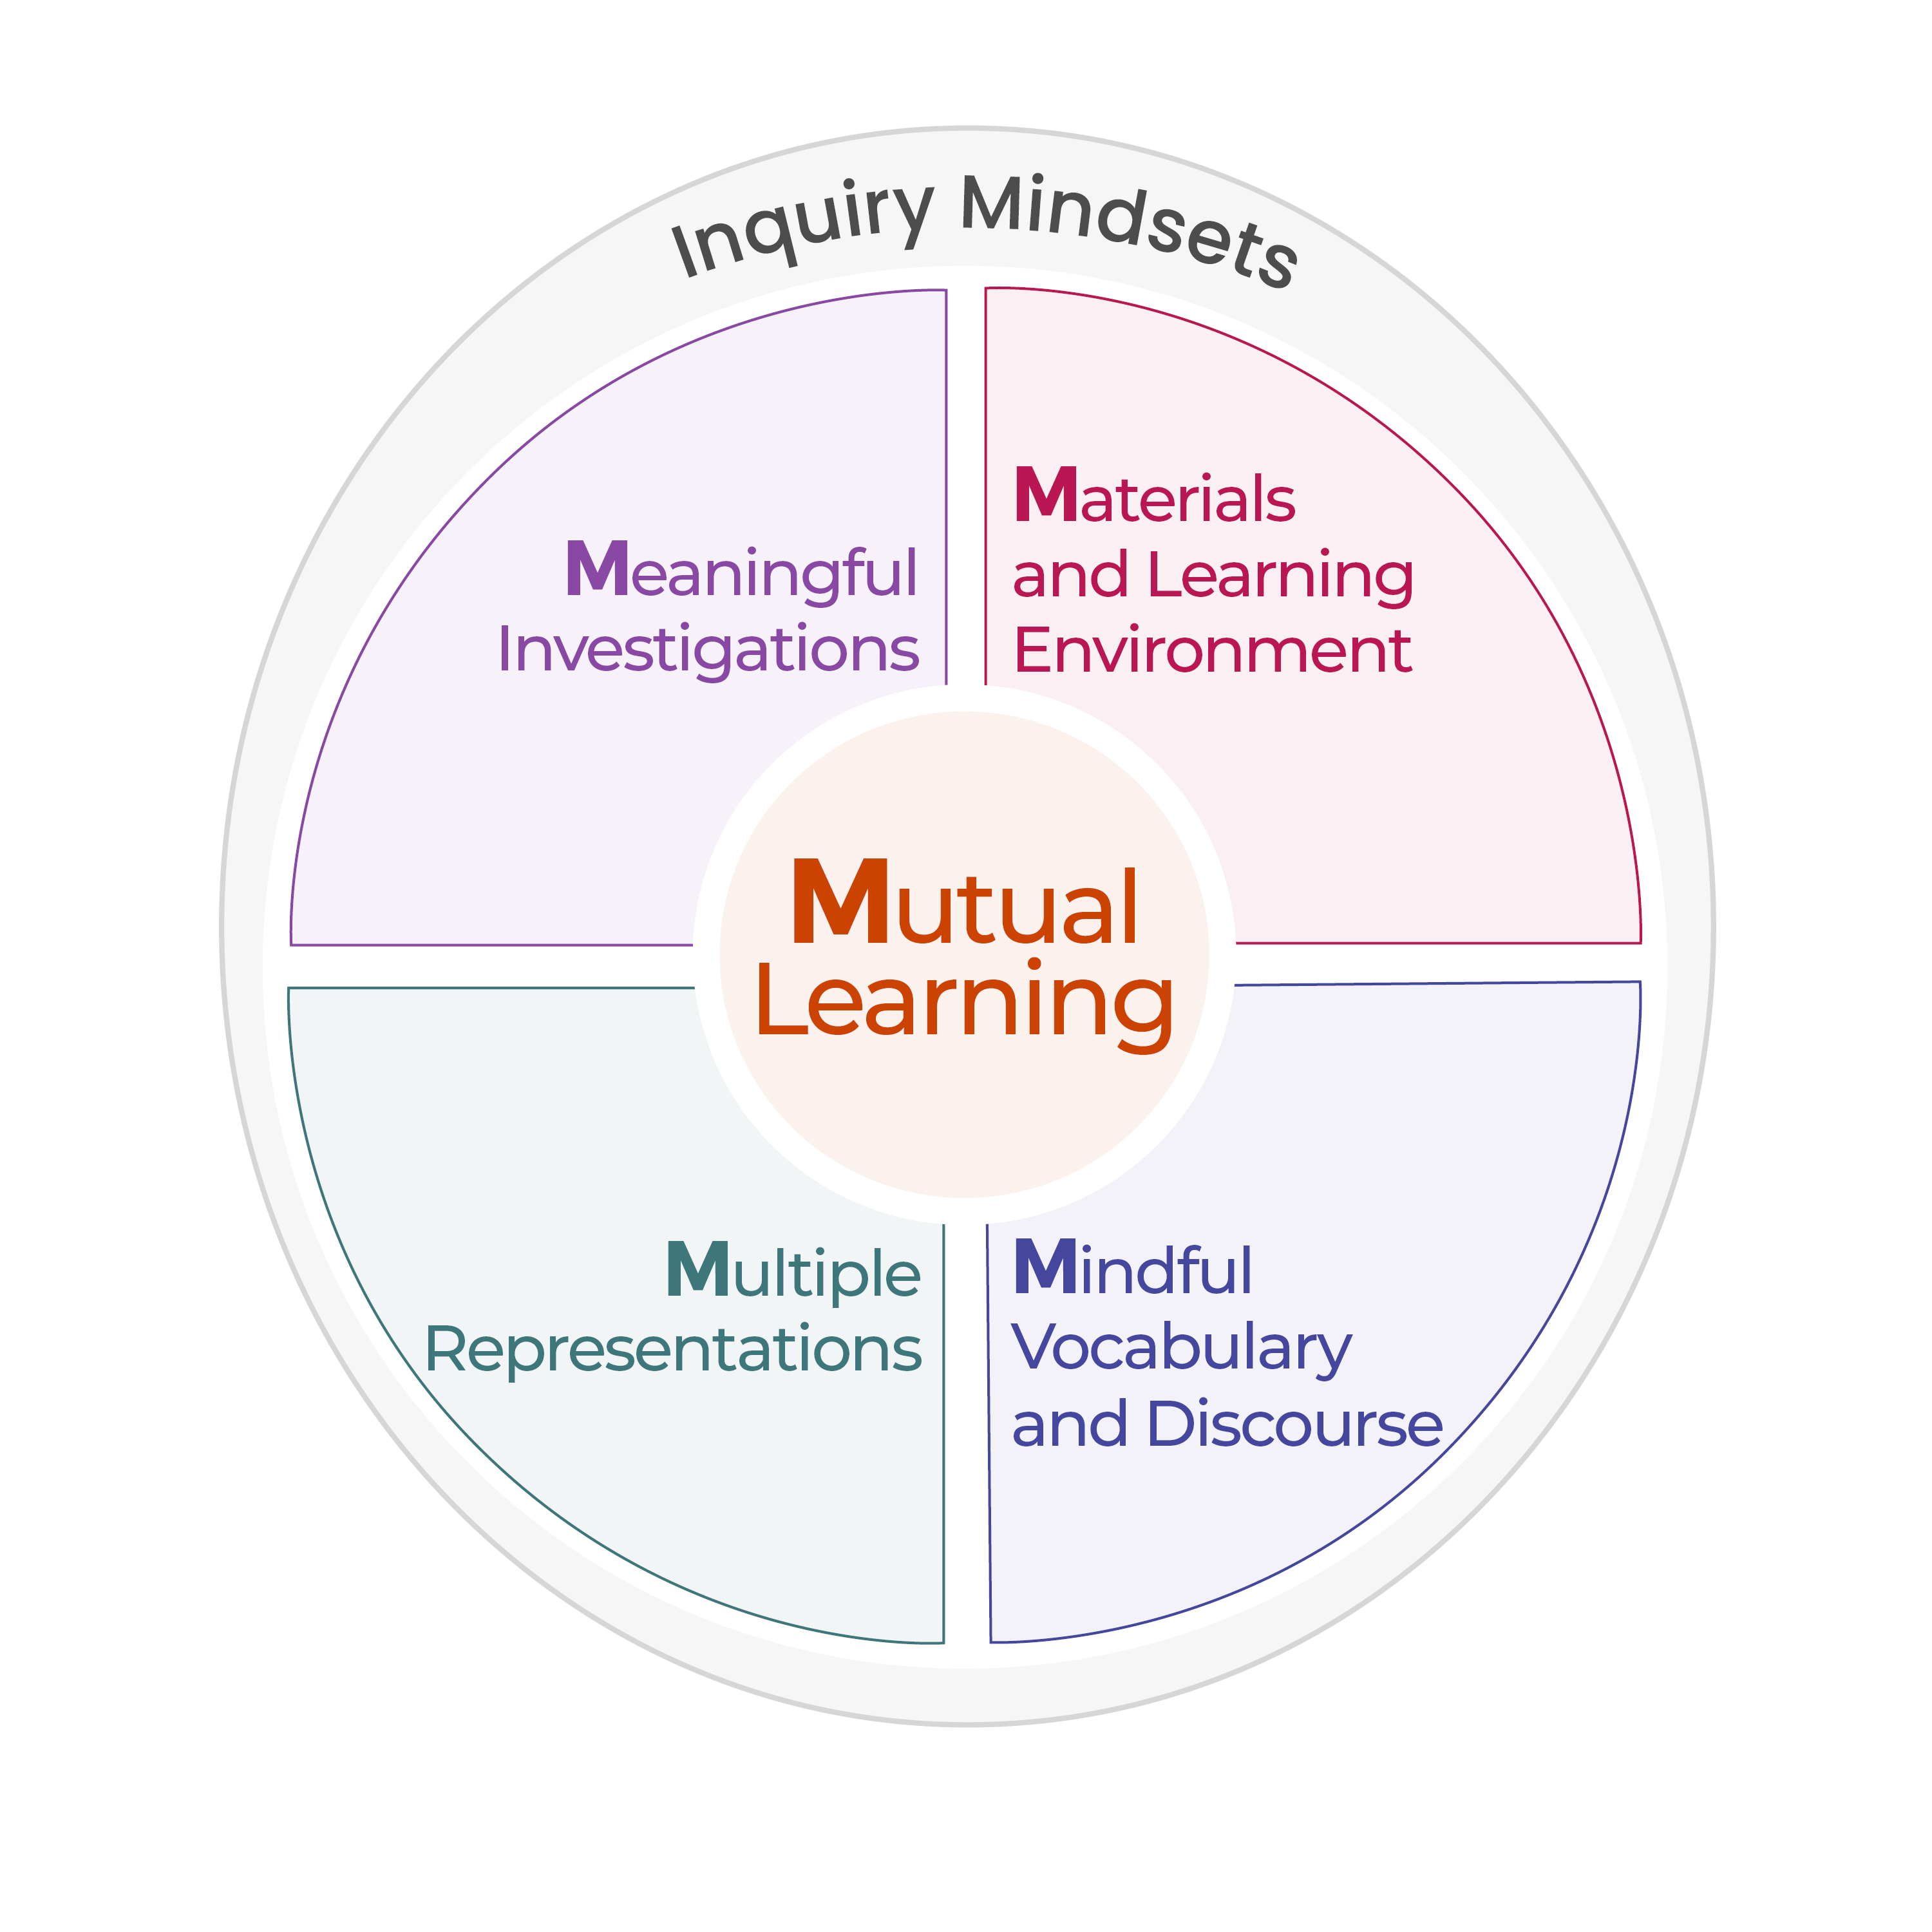 Inquiry Mindsets
Meaningful
Investigations
Materials
and Learning
Environment
Mutual
Learning
Multiple
Representations
Mindful
Vocabulary
and Discourse